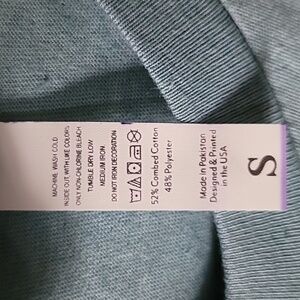 S
Made in Pakistan
Designed & Printed
in the USA
52% Combed Cotton
48% Polyester
MACHINE WASH COLD
INSIDE OUT WITH LIKE COLORS
ONLY NON-CHLORINE BLEACH
TUMBLE DRY LOW
MEDIUM IRON
DO NOT IRON DECORATION